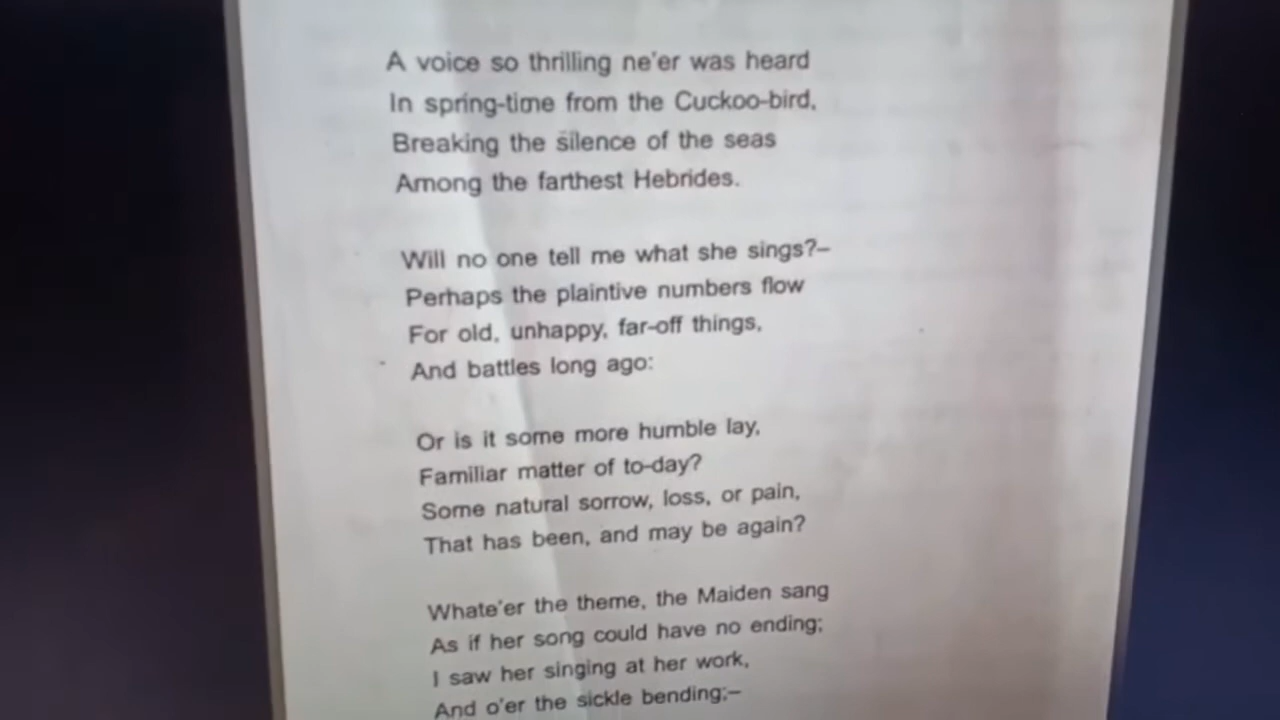 A voice so thrilling ne'er was heard
In spring-time from the Cuckoo-bird,
Breaking the silence of the seas
Among the farthest Hebrides.
Will no one tell me what she sings?–
Perhaps the plaintive numbers flow
For old, unhappy, far-off things,
And battles long ago:
Or is it some more humble lay,
Familiar matter of to-day?
Some natural sorrow, loss, or pain,
That has been, and may be again?
Whate'er the theme, the Maiden sang
As if her song could have no ending;
I saw her singing at her work,
And o'er the sickle bending;–